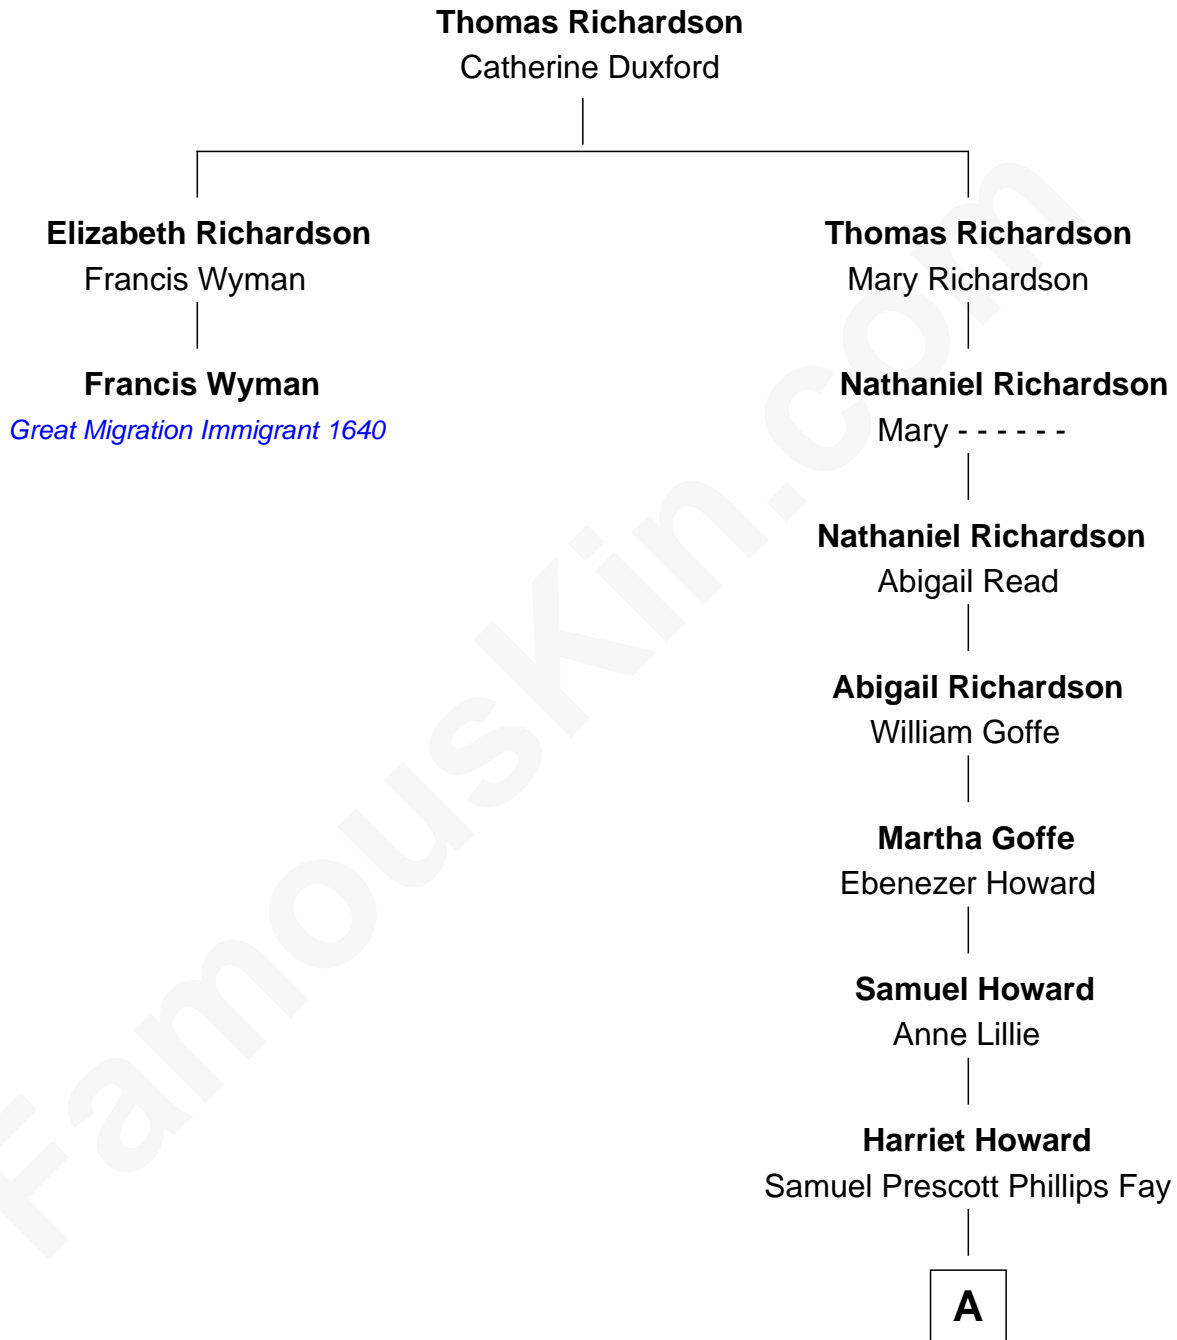 Thomas Richardson
Catherine Duxford
Elizabeth Richardson
Francis Wyman
Francis Wyman
Great Migration Immigrant 1640
Thomas Richardson
Mary Richardson
Nathaniel Richardson
Mary - - - - - -
Nathaniel Richardson
Abigail Read
Abigail Richardson
William Goffe
Martha Goffe
Ebenezer Howard
Samuel Howard
Anne Lillie
Harriet Howard
Samuel Prescott Phillips Fay
A
FamousKin.com